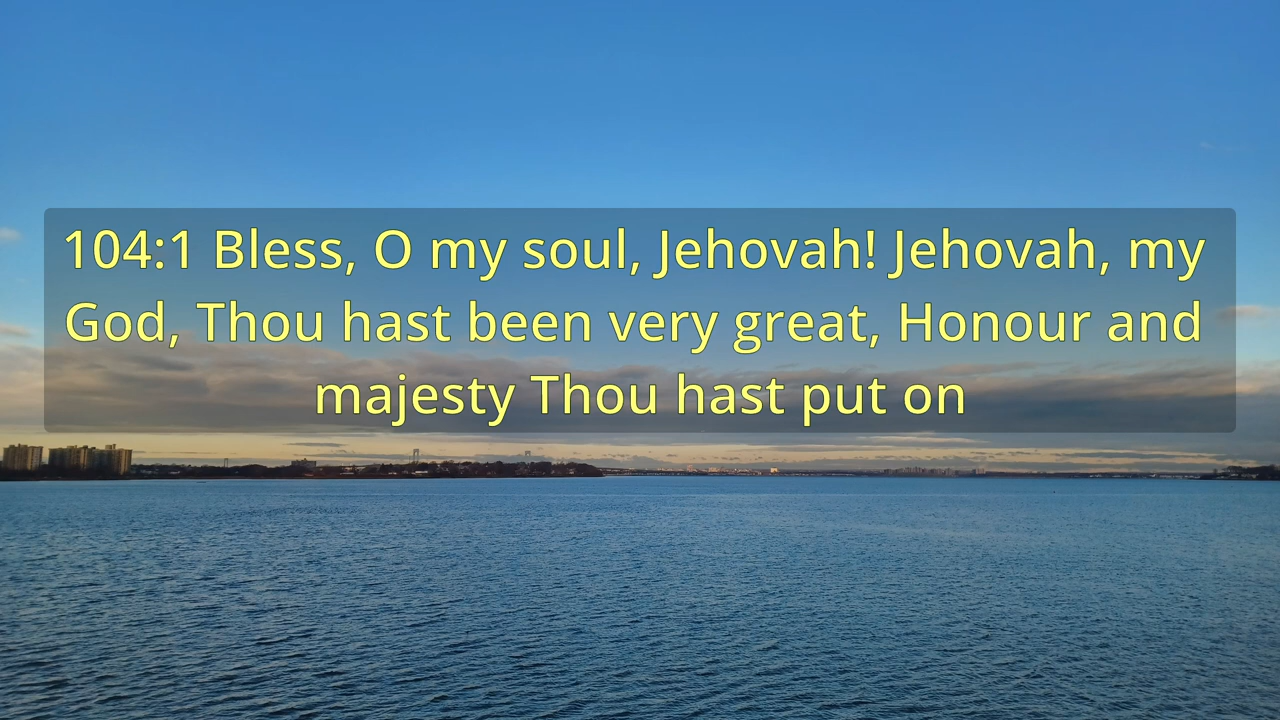 104:1 Bless, O my soul, Jehovah! Jehovah, my
God, Thou hast been very great, Honour and
majesty Thou hast put on